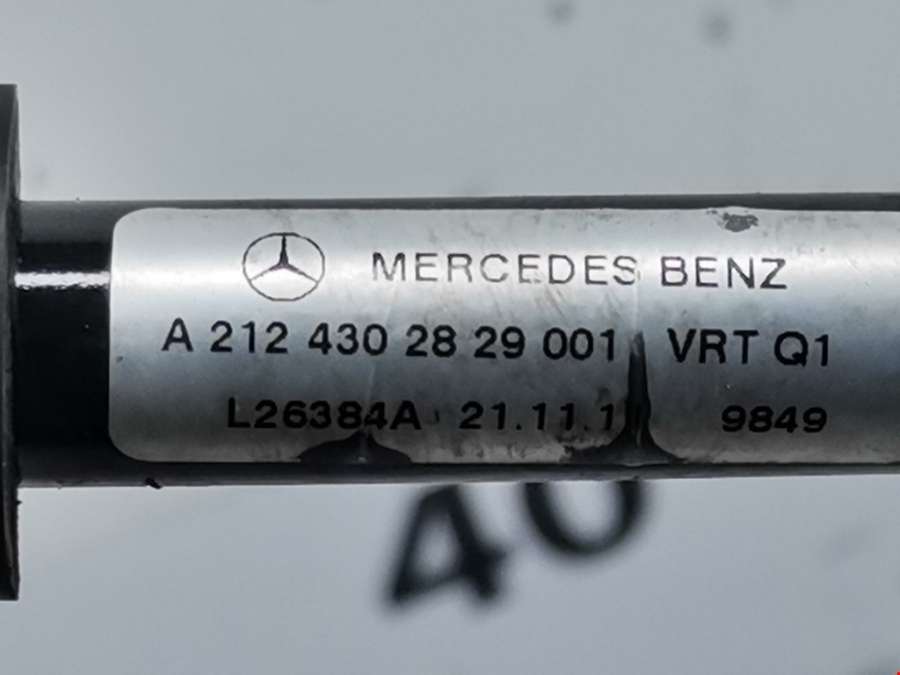 MERCEDES BENZ
A 212 430 28 29 001 VRT Q1
L26384A 21.11.1 9849
40